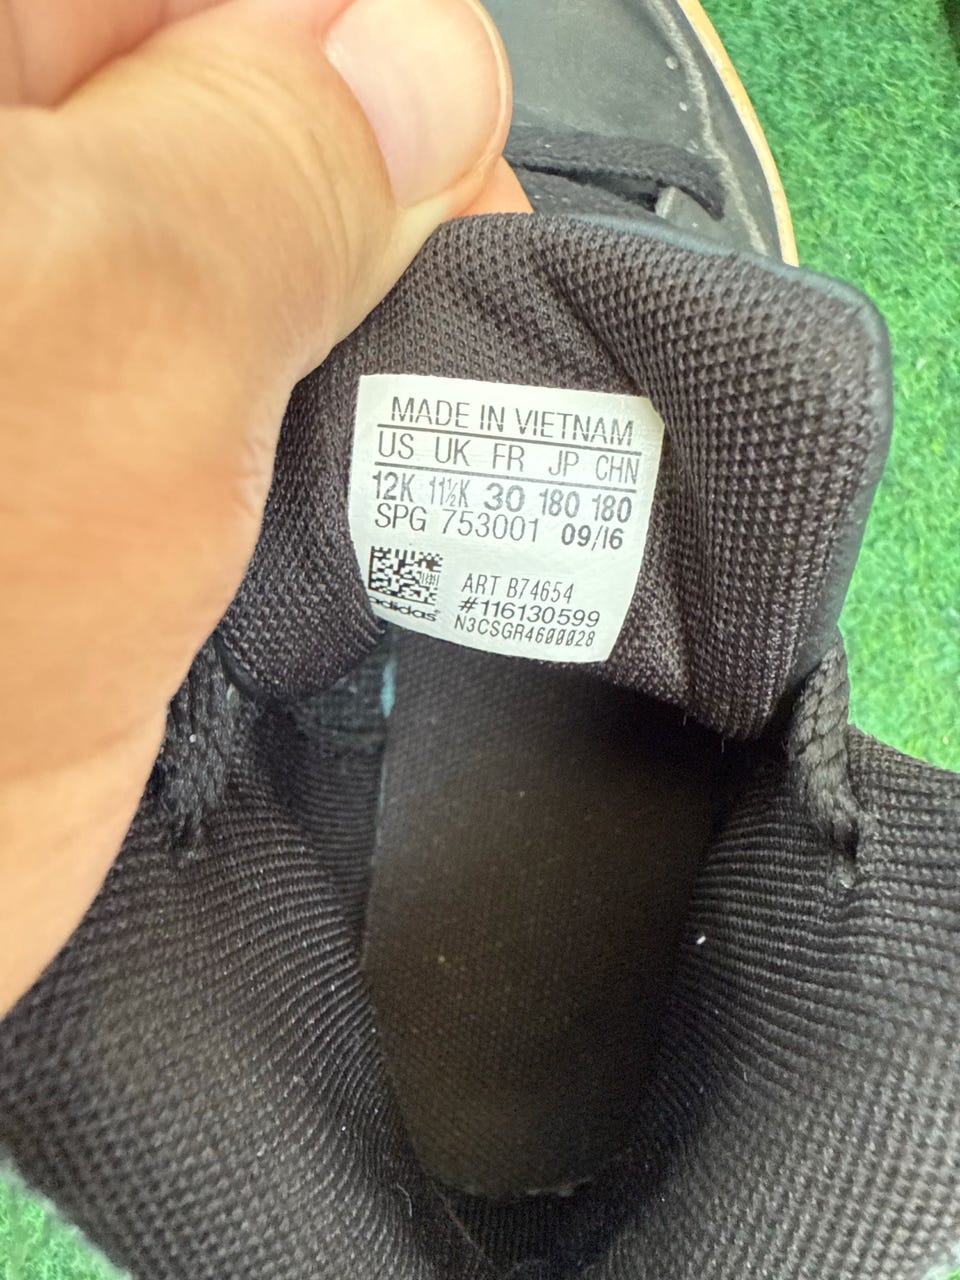 MADE IN VIETNAM
US UK FR JP CHN
12K 11½K 30 180 180
SPG 753001 09/16
ART B74654
#116130599
adidas N3CSGR4600028